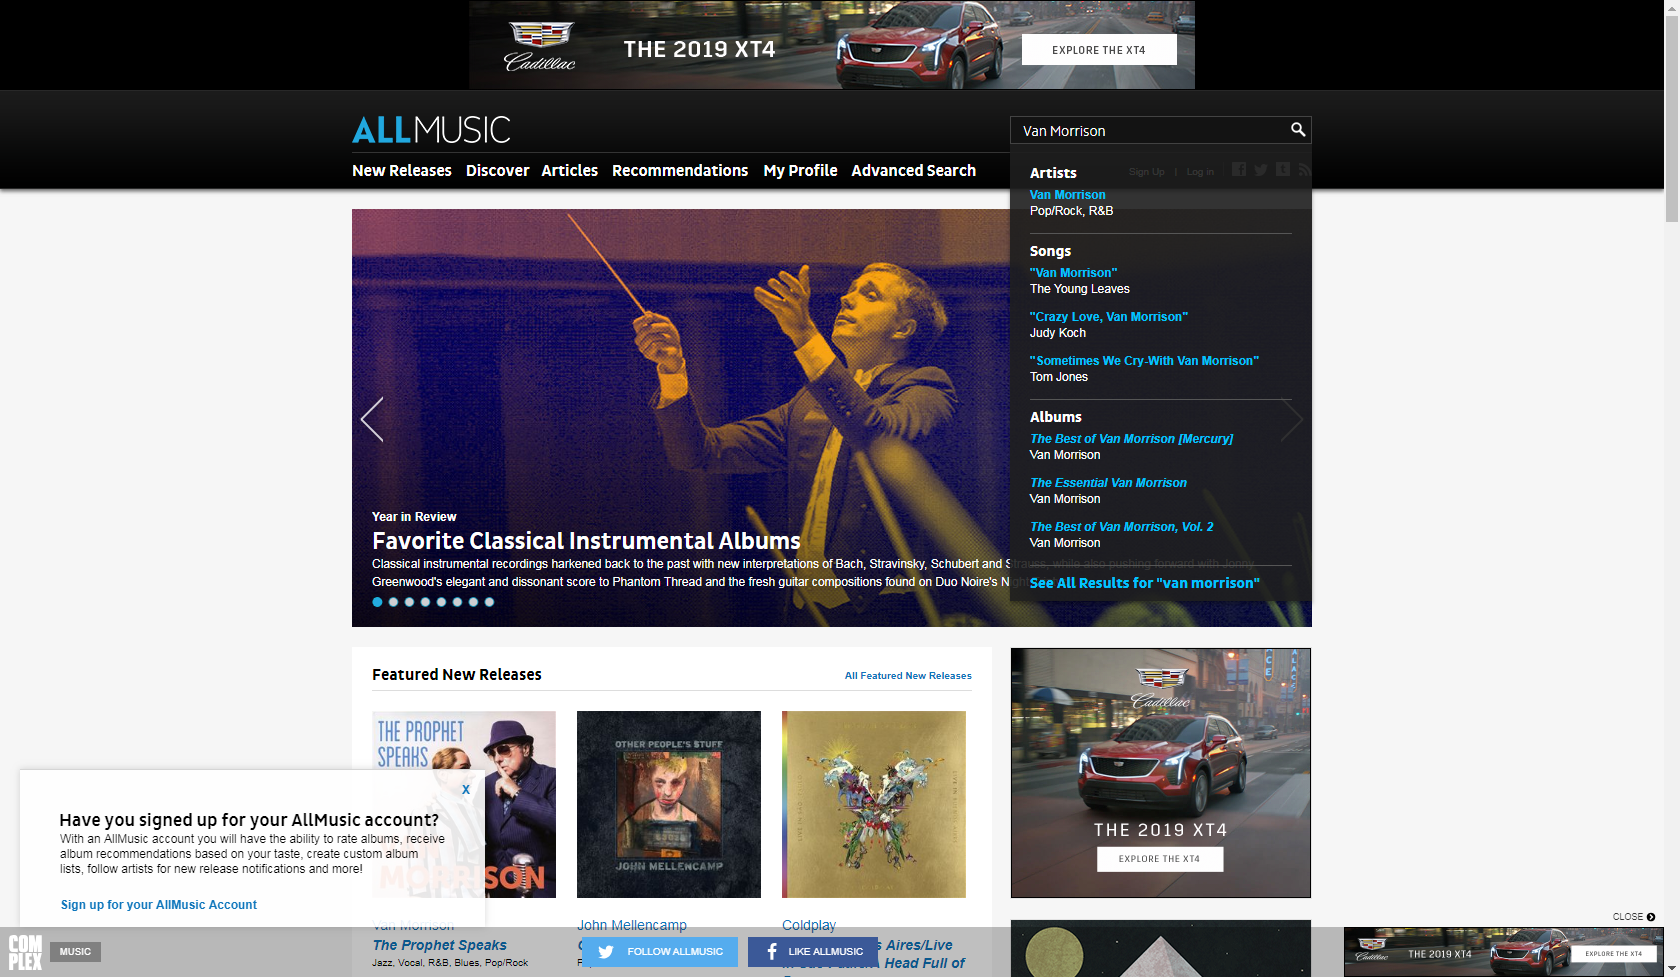 Cadillac
THE 2019 XT4
EXPLORE THE XT4
ALLMUSIC
Van Morrison
New Releases
Discover
Articles
Recommendations
My Profile
Advanced Search
Sign Up | Log in
Artists
Van Morrison
Pop/Rock, R&B
Songs
"Van Morrison"
The Young Leaves
"Crazy Love, Van Morrison"
Judy Koch
"Sometimes We Cry-With Van Morrison"
Tom Jones
Albums
The Best of Van Morrison [Mercury]
Van Morrison
The Essential Van Morrison
Van Morrison
The Best of Van Morrison, Vol. 2
Van Morrison
See All Results for "van morrison"
Year in Review
Favorite Classical Instrumental Albums
Classical instrumental recordings harkened back to the past with new interpretations of Bach, Stravinsky, Schubert and Strauss, while also pushing forward with Jonny
Greenwood's elegant and dissonant score to Phantom Thread and the fresh guitar compositions found on Duo Noire's
Featured New Releases
All Featured New Releases
THE PROPHET
SPEAKS
MORRISON
OTHER PEOPLE'S STUFF
JOHN MELLENCAMP
Cadillac
THE 2019 XT4
EXPLORE THE XT4
X
Have you signed up for your AllMusic account?
With an AllMusic account you will have the ability to rate albums, receive
album recommendations based on your taste, create custom album
lists, follow artists for new release notifications and more!
Sign up for your AllMusic Account
Van Morrison
The Prophet Speaks
Jazz, Vocal, R&B, Blues, Pop/Rock
John Mellencamp
Coldplay
Aires/Live
A Head Full of
CLOSE
COMPLEX
MUSIC
FOLLOW ALLMUSIC
LIKE ALLMUSIC
Cadillac
THE 2019 XT4
EXPLORE THE XT4